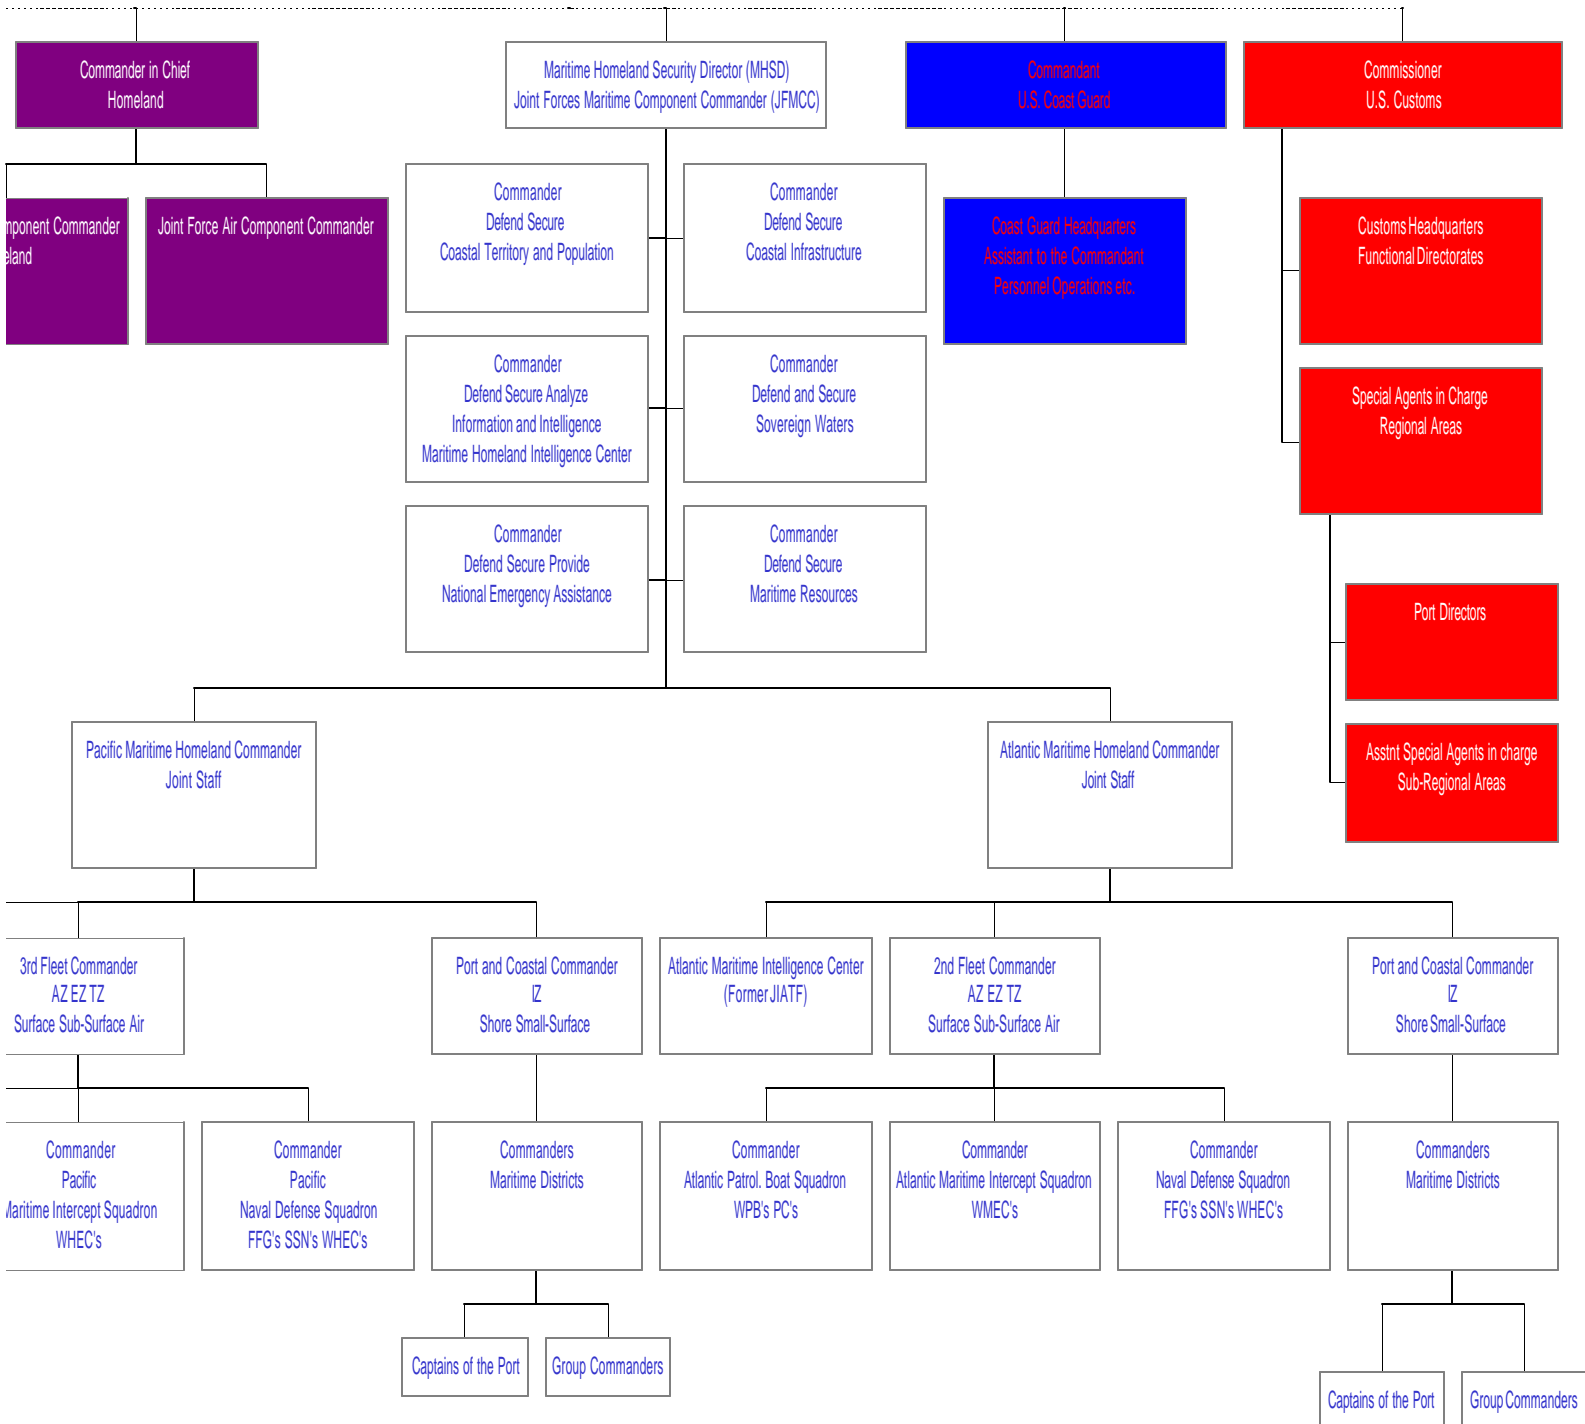 Commander in Chief
Homeland
Maritime Homeland Security Director (MHSD)
Joint Forces Maritime Component Commander (JFMCC)
Commandant
U.S. Coast Guard
Commissioner
U.S. Customs
Component Commander
Joint Force Air Component Commander
Commander
Defend Secure
Coastal Territory and Population
Commander
Defend Secure
Coastal Infrastructure
Coast Guard Headquarters
Assistant to the Commandant
Personnel Operations etc.
Customs Headquarters
Functional Directorates
Commander
Defend Secure Analyze
Information and Intelligence
Maritime Homeland Intelligence Center
Commander
Defend and Secure
Sovereign Waters
Special Agents in Charge
Regional Areas
Commander
Defend Secure Provide
National Emergency Assistance
Commander
Defend Secure
Maritime Resources
Port Directors
Pacific Maritime Homeland Commander
Joint Staff
Atlantic Maritime Homeland Commander
Joint Staff
Asstnt Special Agents in charge
Sub-Regional Areas
3rd Fleet Commander
AZ EZ TZ
Surface Sub-Surface Air
Port and Coastal Commander
IZ
Shore Small-Surface
Atlantic Maritime Intelligence Center
(Former JIATF)
2nd Fleet Commander
AZ EZ TZ
Surface Sub-Surface Air
Port and Coastal Commander
IZ
Shore Small-Surface
Commander
Pacific
Maritime Intercept Squadron
WHEC's
Commander
Pacific
Naval Defense Squadron
FFG's SSN's WHEC's
Commanders
Maritime Districts
Commander
Atlantic Patrol. Boat Squadron
WPB's PC's
Commander
Atlantic Maritime Intercept Squadron
WMEC's
Commander
Naval Defense Squadron
FFG's SSN's WHEC's
Commanders
Maritime Districts
Captains of the Port
Group Commanders
Captains of the Port
Group Commanders